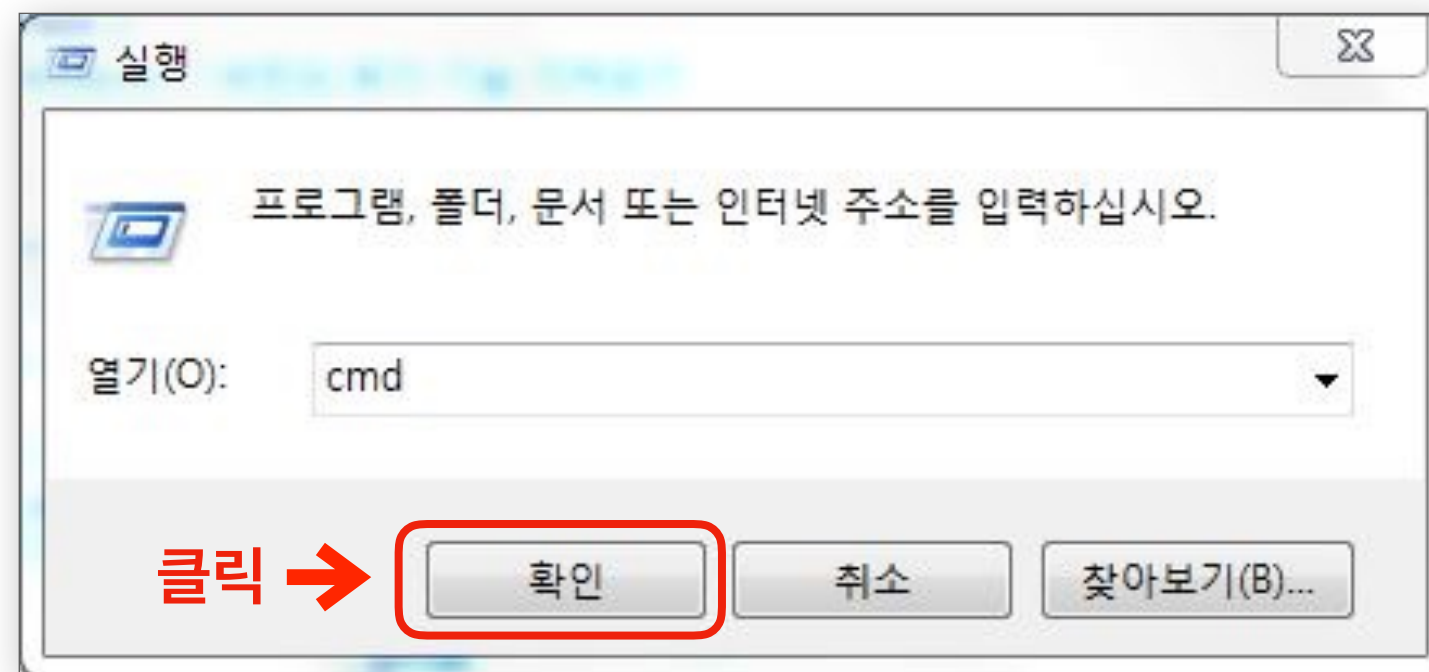 실행
프로그램, 폴더, 문서 또는 인터넷 주소를 입력하십시오.
열기(O): cmd
클릭 확인 취소 찾아보기(B)...